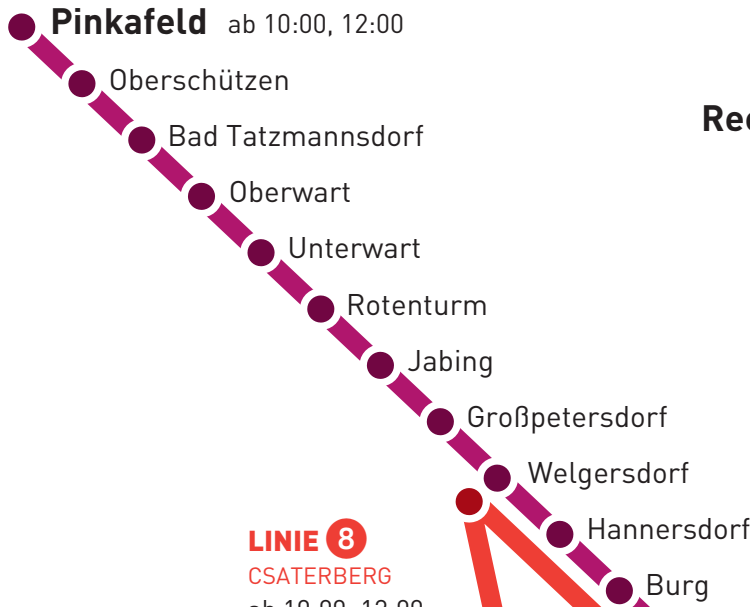 Pinkafeld ab 10:00, 12:00
Oberschützen
Bad Tatzmannsdorf
Oberwart
Unterwart
Rotenturm
Jabing
Großpetersdorf
Welgersdorf
Hannersdorf
Burg
LINIE 8
CSATERBERG